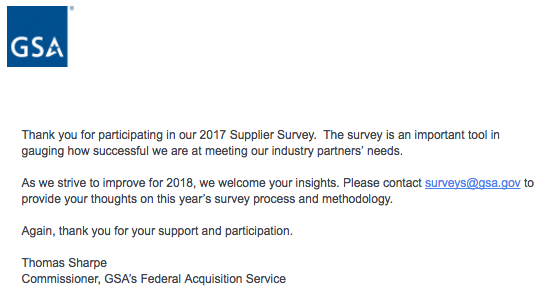 GSA
Thank you for participating in our 2017 Supplier Survey.  The survey is an important tool in
gauging how successful we are at meeting our industry partners’ needs.
As we strive to improve for 2018, we welcome your insights. Please contact surveys@gsa.gov to
provide your thoughts on this year’s survey process and methodology.
Again, thank you for your support and participation.
Thomas Sharpe
Commissioner, GSA’s Federal Acquisition Service